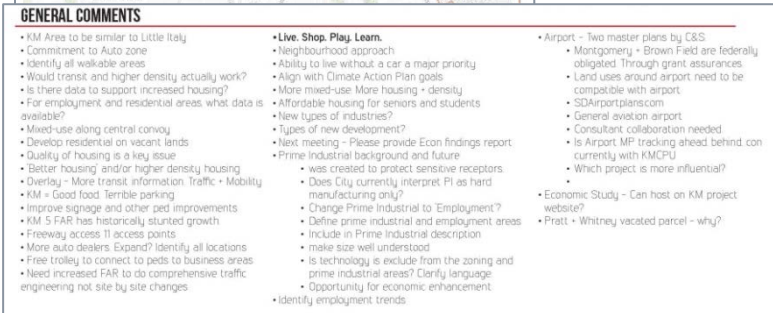 GENERAL COMMENTS
• KM Area to be similar to Little Italy
• Commitment to Auto zone
• Identify all walkable areas
• Would transit and higher density actually work?
• Is there data to support increased housing?
• For employment and residential areas, what data is
available?
• Mixed-use along central convoy
• Develop residential on vacant lands
• Quality of housing is a key issue
• 'Better housing' and/or higher density housing
• Overlay - More transit information. Traffic + Mobility
• KM = Good food. Terrible parking
• Improve signage and other ped improvements
• KM 5 FAR has historically stunted growth
• Freeway access 11 access points
• More auto dealers. Expand? Identify all locations
• Free trolley to connect to peds to business areas
• Need increased FAR to do comprehensive traffic
engineering not site by site changes
• Live. Shop. Play. Learn.
• Neighbourhood approach
• Ability to live without a car a major priority
• Align with Climate Action Plan goals
• More mixed-use. More housing + density
• Affordable housing for seniors and students
• New types of industries?
• Types of new development?
• Next meeting - Please provide Econ findings report
• Prime Industrial background and future
• was created to protect sensitive receptors
• Does City currently interpret PI as hard
manufacturing only?
• Change Prime Industrial to 'Employment'?
• Define prime industrial and employment areas
• Include in Prime Industrial description
• make size well understood
• Is technology is exclude from the zoning and
prime industrial areas? Clarify language
• Opportunity for economic enhancement
• Identify employment trends
• Airport - Two master plans by C&S
• Montgomery + Brown Field are federally
obligated. Through grant assurances
• Land uses around airport need to be
compatible with airport
• SDAirportplans.com
• General aviation airport
• Consultant collaboration needed
• Is Airport MP tracking ahead. behind. con
currently with KMCPU
• Which project is more influential?
•
• Economic Study - Can host on KM project
website?
• Pratt + Whitney vacated parcel - why?